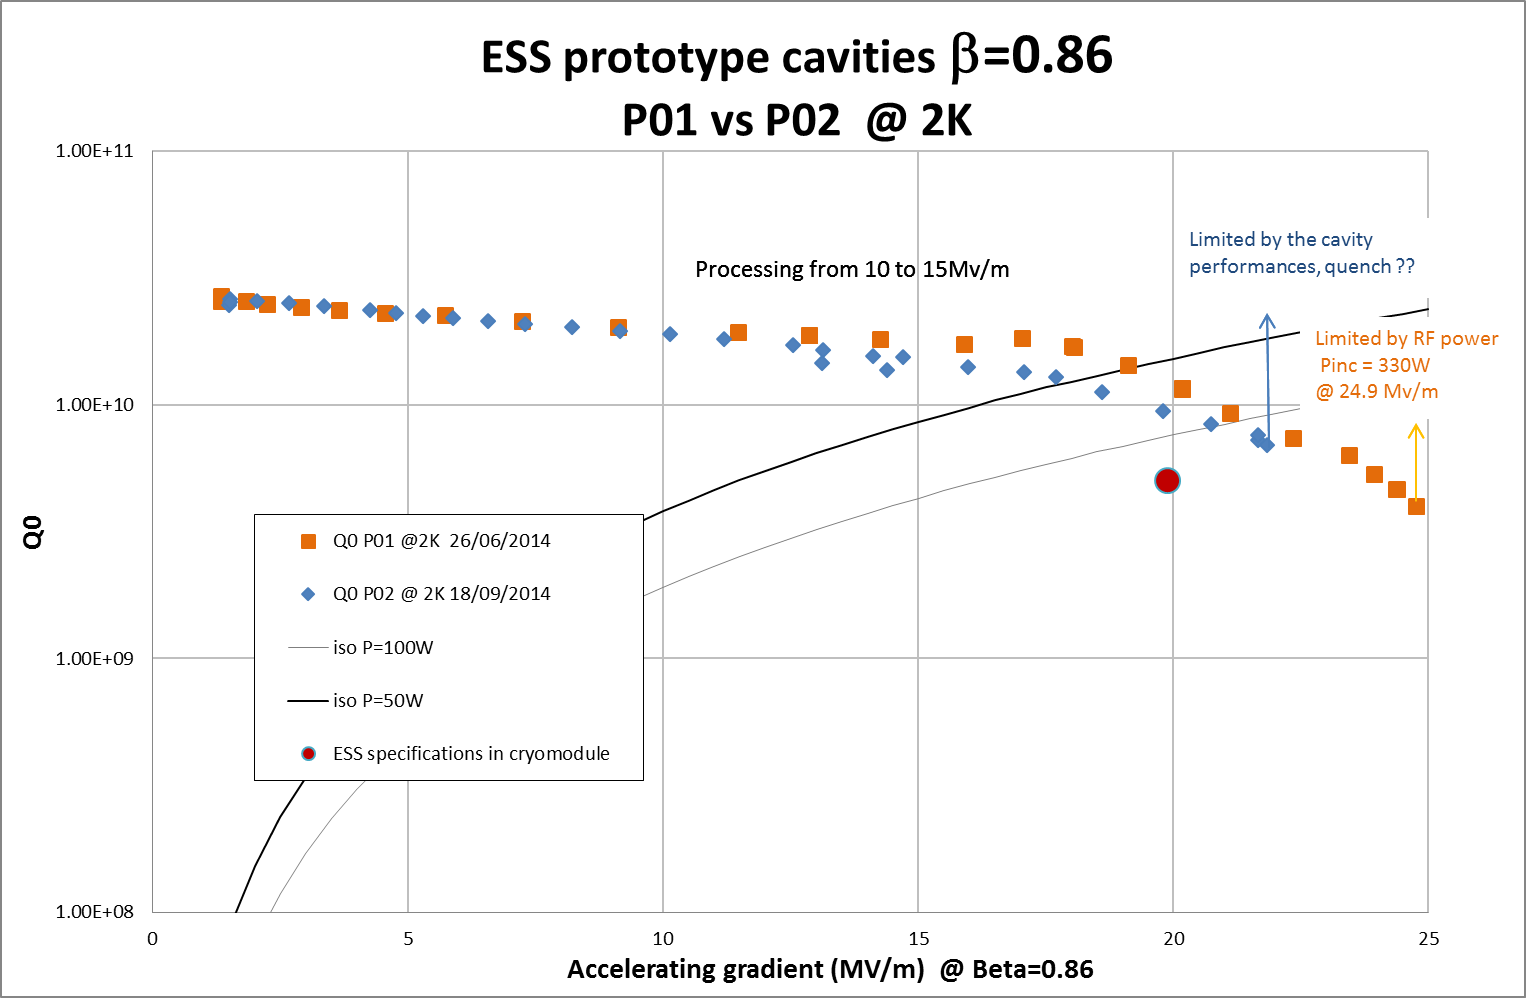 ESS prototype cavities β=0.86
P01 vs P02 @ 2K
1.00E+11
1.00E+10
1.00E+09
1.00E+08
Q0
Processing from 10 to 15Mv/m
Limited by the cavity
performances, quench ??
Limited by RF power
Pinc = 330W
@ 24.9 Mv/m
Q0 P01 @2K 26/06/2014
Q0 P02 @ 2K 18/09/2014
iso P=100W
iso P=50W
ESS specifications in cryomodule
0
5
10
15
20
25
Accelerating gradient (MV/m) @ Beta=0.86